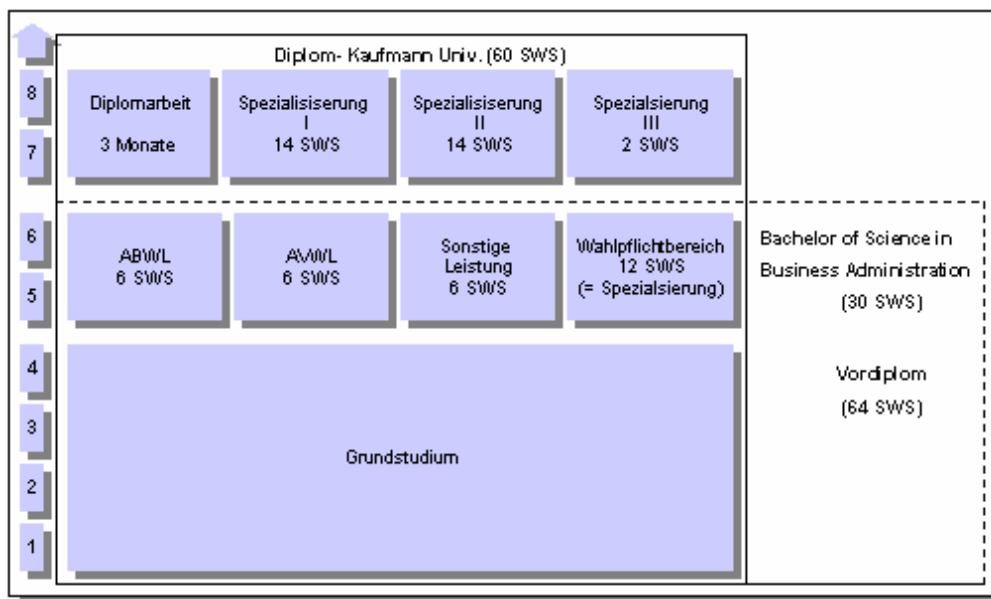 Diplom- Kaufmann Univ. (60 SWS)
8
7
Diplomarbeit
3 Monate
Spezialisiserung
I
14 SWS
Spezialisiserung
II
14 SWS
Spezialsierung
III
2 SWS
6
5
ABWL
6 SWS
AVWL
6 SWS
Sonstige
Leistung
6 SWS
Wahlpflichtbereich
12 SWS
(= Spezialsierung)
Bachelor of Science in
Business Administration
(30 SWS)
4
3
2
1
Grundstudium
Vordiplom
(64 SWS)